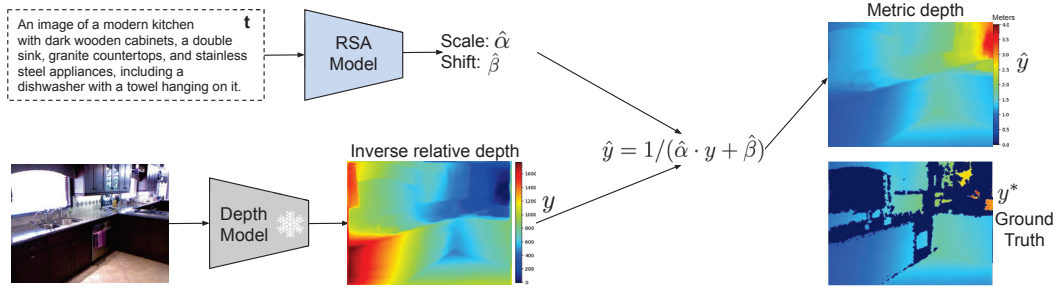 An image of a modern kitchen
t
with dark wooden cabinets, a double
sink, granite countertops, and stainless
steel appliances, including a
dishwasher with a towel hanging on it.
RSA
Model
Scale: α̂
Shift: β̂
Metric depth
Meters
4.0
3.5
3.0
2.5
2.0
1.5
1.0
0.5
0.0
ŷ
Inverse relative depth
1600
1400
1200
1000
800
600
400
200
0
y
Depth
Model
ŷ = 1/(α̂ · y + β̂)
y*
Ground
Truth